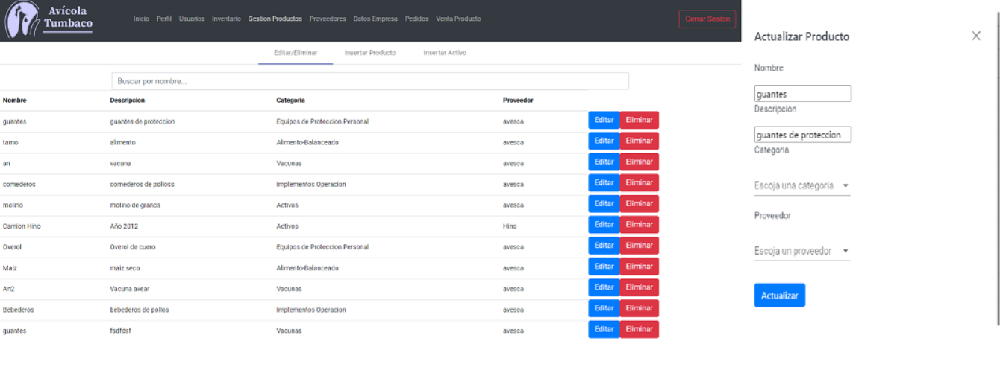 Avícola
Tumbaco
Inicio Perfil Usuarios Inventario Gestion Productos Proveedores Datos Empresa Pedidos Venta Producto Cerrar Sesion
Editar/Eliminar Insertar Producto Insertar Activo
Buscar por nombre...
Nombre Descripcion Categoria Proveedor
guantes guantes de proteccion Equipos de Proteccion Personal avesca Editar Eliminar
tamo alimento Alimento-Balanceado avesca Editar Eliminar
an vacuna Vacunas avesca Editar Eliminar
comederos comederos de polloss Implementos Operacion avesca Editar Eliminar
molino molino de granos Activos avesca Editar Eliminar
Camion Hino Año 2012 Activos Hino Editar Eliminar
Overol Overol de cuero Equipos de Proteccion Personal avesca Editar Eliminar
Maiz maiz seco Alimento-Balanceado avesca Editar Eliminar
An2 Vacuna avear Vacunas avesca Editar Eliminar
Bebederos bebederos de pollos Implementos Operacion avesca Editar Eliminar
guantes fsdfdsf Vacunas avesca Editar Eliminar
Actualizar Producto
Nombre
guantes
Descripcion
guantes de proteccion
Categoria
Escoja una categoria
Proveedor
Escoja un proveedor
Actualizar